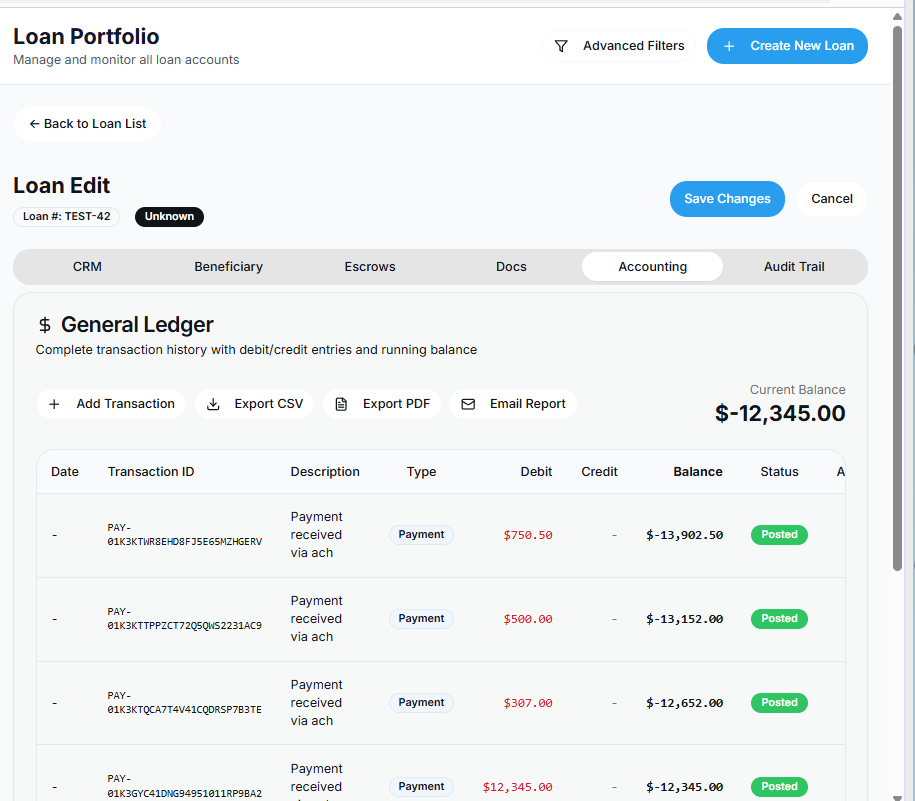 Loan Portfolio
Manage and monitor all loan accounts
Advanced Filters
+ Create New Loan
← Back to Loan List
Loan Edit
Loan #: TEST-42
Unknown
Save Changes
Cancel
CRM
Beneficiary
Escrows
Docs
Accounting
Audit Trail
$ General Ledger
Complete transaction history with debit/credit entries and running balance
+ Add Transaction
Export CSV
Export PDF
Email Report
Current Balance
$-12,345.00
Date Transaction ID Description Type Debit Credit Balance Status A
-
PAY-
01K3KTWR8EHD8FJ5E65MZHGERV
Payment
received
via ach
Payment
$750.50
-
$-13,902.50
Posted
-
PAY-
01K3KTTPPZCT72Q5QWS2231AC9
Payment
received
via ach
Payment
$500.00
-
$-13,152.00
Posted
-
PAY-
01K3KTQCA7T4V41CQDRSP7B3TE
Payment
received
via ach
Payment
$307.00
-
$-12,652.00
Posted
-
PAY-
01K3GYC41DNG94951011RP9BA2
Payment
received
Payment
$12,345.00
-
$-12,345.00
Posted